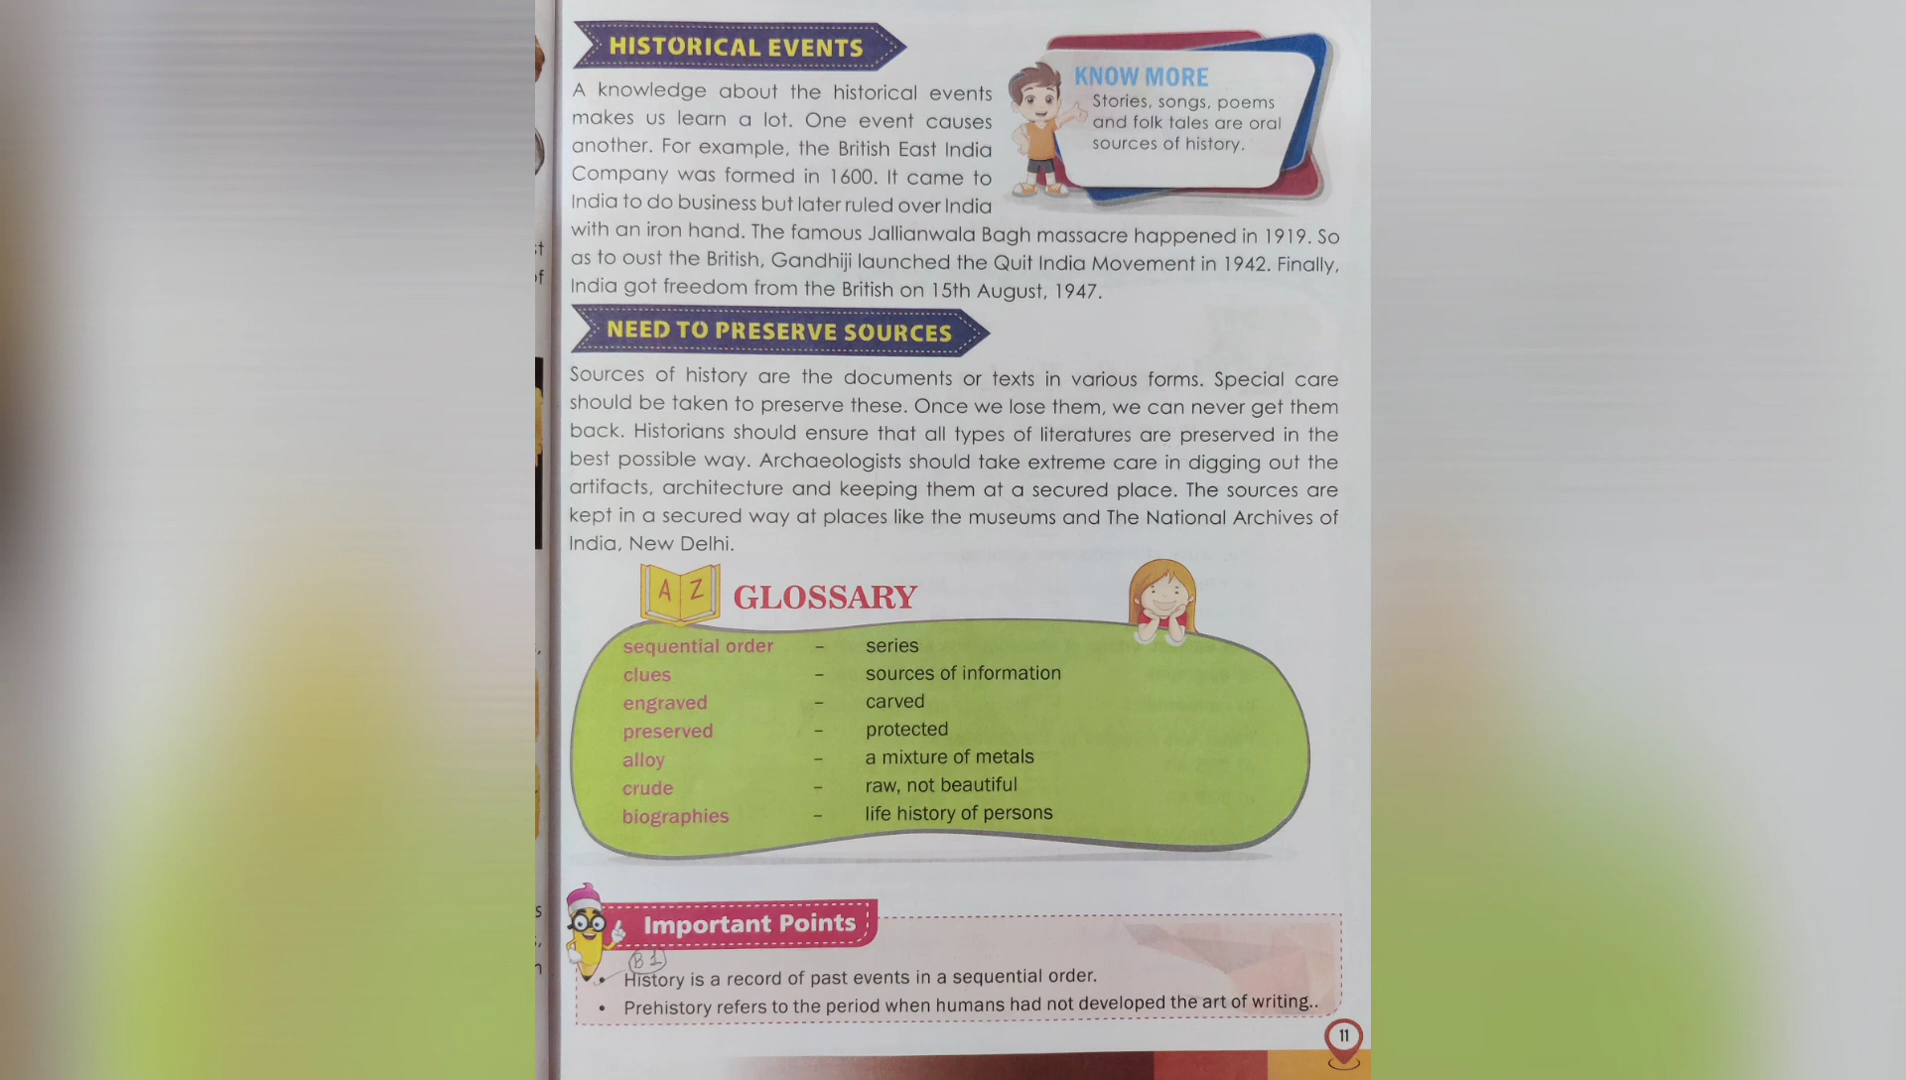 HISTORICAL EVENTS
A knowledge about the historical events
makes us learn a lot. One event causes
another. For example, the British East India
Company was formed in 1600. It came to
India to do business but later ruled over India
with an iron hand. The famous Jallianwala Bagh massacre happened in 1919. So
as to oust the British, Gandhiji launched the Quit India Movement in 1942. Finally,
India got freedom from the British on 15th August, 1947.
KNOW MORE
Stories, songs, poems
and folk tales are oral
sources of history.
NEED TO PRESERVE SOURCES
Sources of history are the documents or texts in various forms. Special care
should be taken to preserve these. Once we lose them, we can never get them
back. Historians should ensure that all types of literatures are preserved in the
best possible way. Archaeologists should take extreme care in digging out the
artifacts, architecture and keeping them at a secured place. The sources are
kept in a secured way at places like the museums and The National Archives of
India, New Delhi.
A Z GLOSSARY
sequential order - series
clues - sources of information
engraved - carved
preserved - protected
alloy - a mixture of metals
crude - raw, not beautiful
biographies - life history of persons
Important Points
B 1
• History is a record of past events in a sequential order.
• Prehistory refers to the period when humans had not developed the art of writing..
11